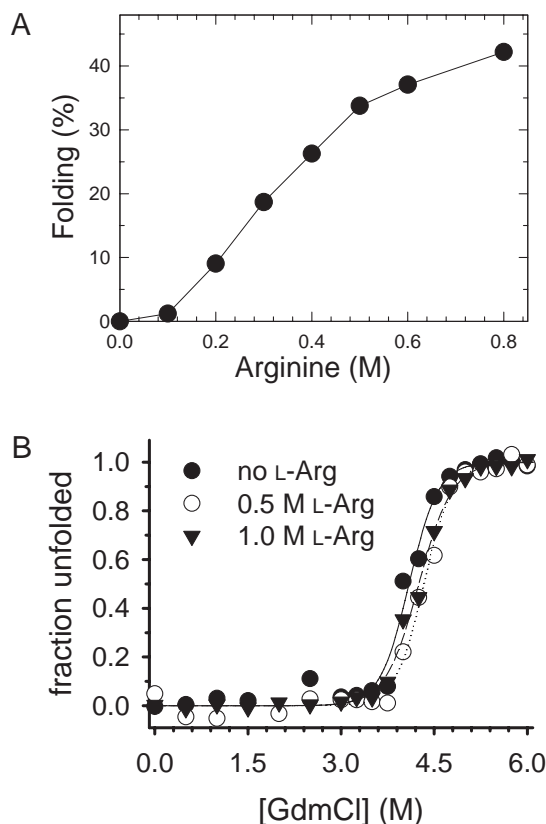 A
Folding (%)
40
30
20
10
0
0.0 0.2 0.4 0.6 0.8
Arginine (M)
B
fraction unfolded
1.0
0.8
0.6
0.4
0.2
0.0
no L-Arg
0.5 M L-Arg
1.0 M L-Arg
0.0 1.5 3.0 4.5 6.0
[GdmCl] (M)